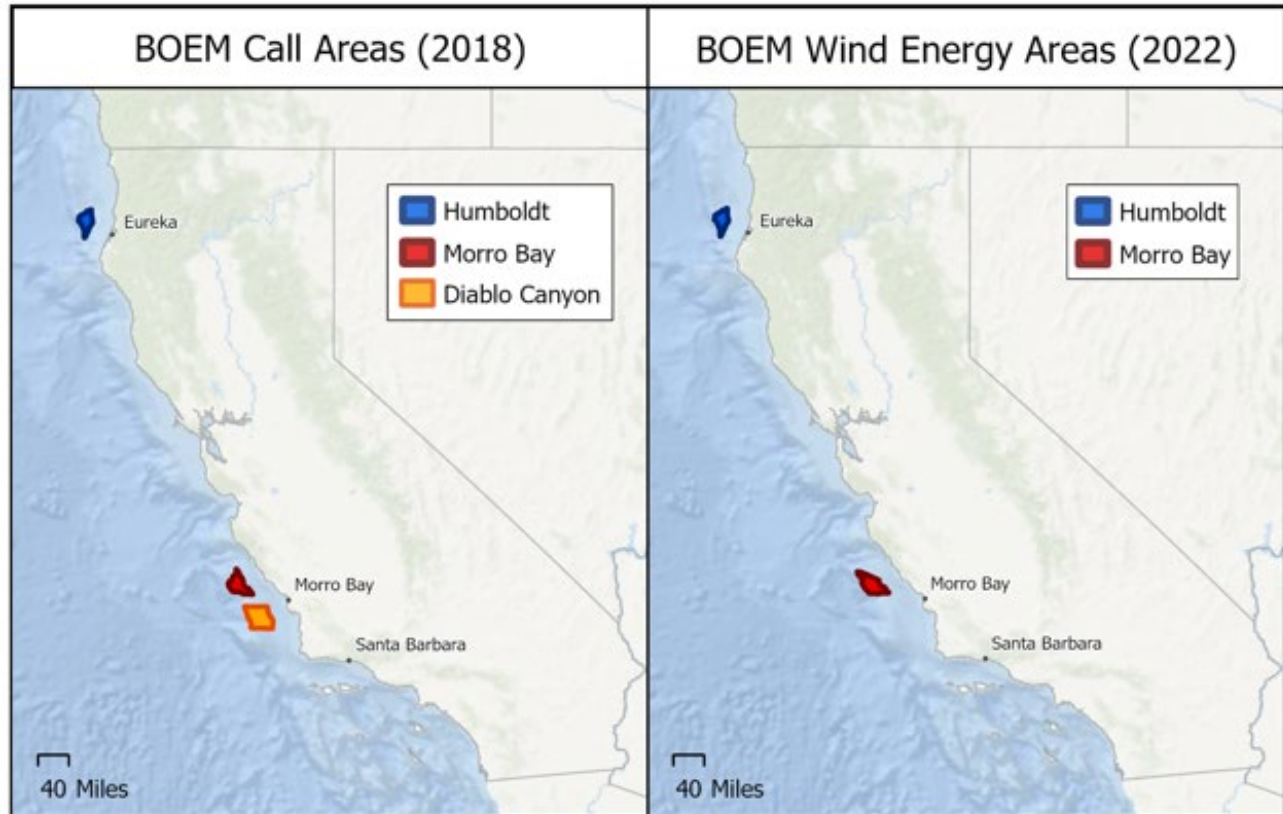 BOEM Call Areas (2018)
Humboldt
Morro Bay
Diablo Canyon
Eureka
Morro Bay
Santa Barbara
40 Miles
BOEM Wind Energy Areas (2022)
Humboldt
Morro Bay
Eureka
Morro Bay
Santa Barbara
40 Miles